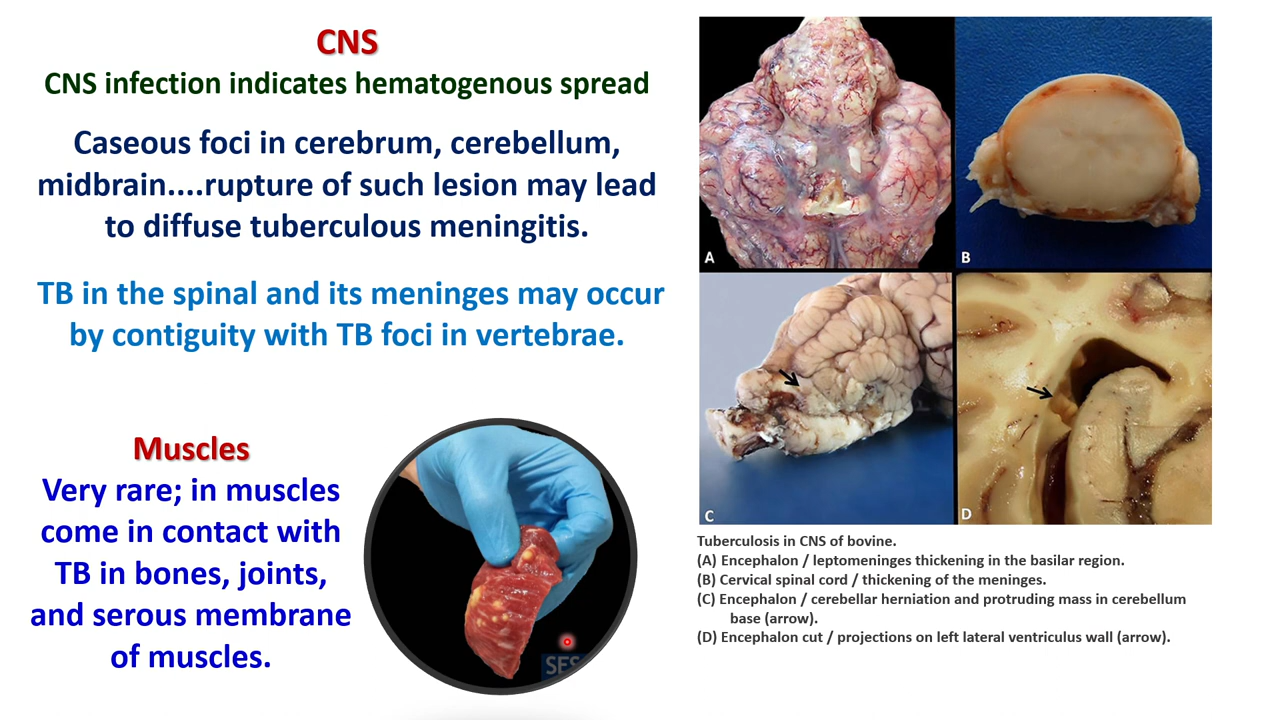 CNS
CNS infection indicates hematogenous spread
Caseous foci in cerebrum, cerebellum,
midbrain....rupture of such lesion may lead
to diffuse tuberculous meningitis.
TB in the spinal and its meninges may occur
by contiguity with TB foci in vertebrae.
Muscles
Very rare; in muscles
come in contact with
TB in bones, joints,
and serous membrane
of muscles.
SES
A
B
C
D
Tuberculosis in CNS of bovine.
(A) Encephalon / leptomeninges thickening in the basilar region.
(B) Cervical spinal cord / thickening of the meninges.
(C) Encephalon / cerebellar herniation and protruding mass in cerebellum
base (arrow).
(D) Encephalon cut / projections on left lateral ventriculus wall (arrow).